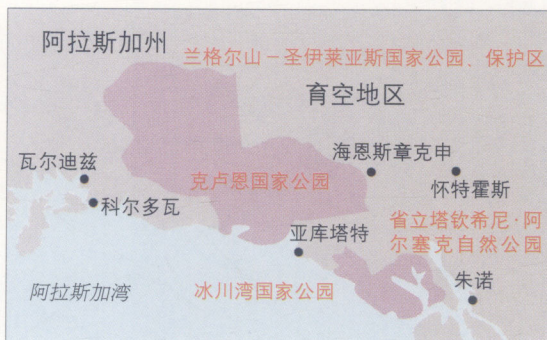 阿拉斯加州
兰格尔山－圣伊莱亚斯国家公园、保护区
育空地区
瓦尔迪兹
海恩斯章克申
克卢恩国家公园
怀特霍斯
科尔多瓦
省立塔钦希尼·阿
尔塞克自然公园
亚库塔特
阿拉斯加湾
冰川湾国家公园
朱诺